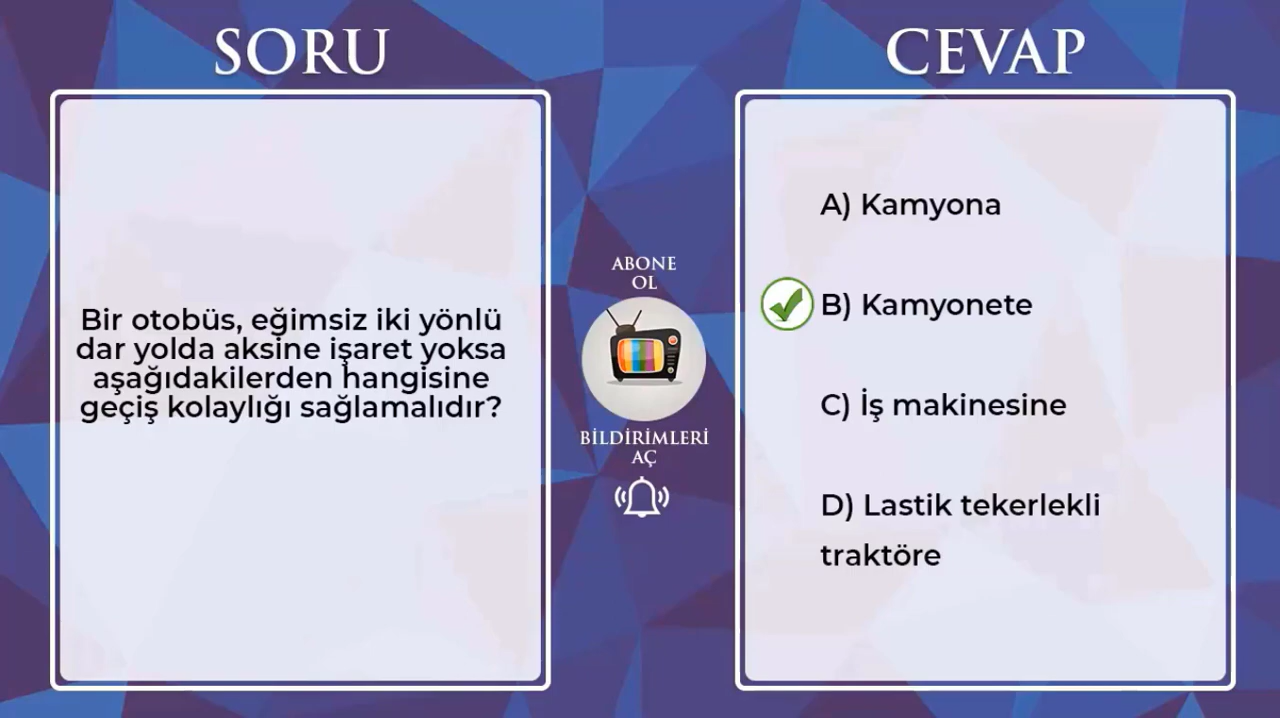 SORU
Bir otobüs, eğimsiz iki yönlü
dar yolda aksine işaret yoksa
aşağıdakilerden hangisine
geçiş kolaylığı sağlamalıdır?
ABONE
OL
BİLDİRİMLERİ
AÇ
CEVAP
A) Kamyona
B) Kamyonete
C) İş makinesine
D) Lastik tekerlekli
traktöre